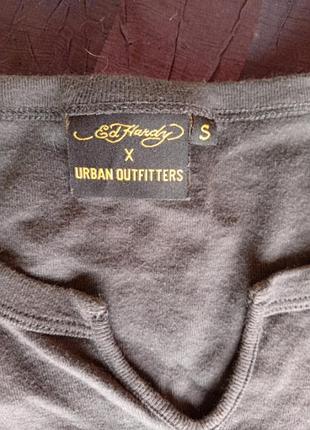 Ed Hardy S
X
URBAN OUTFITTERS